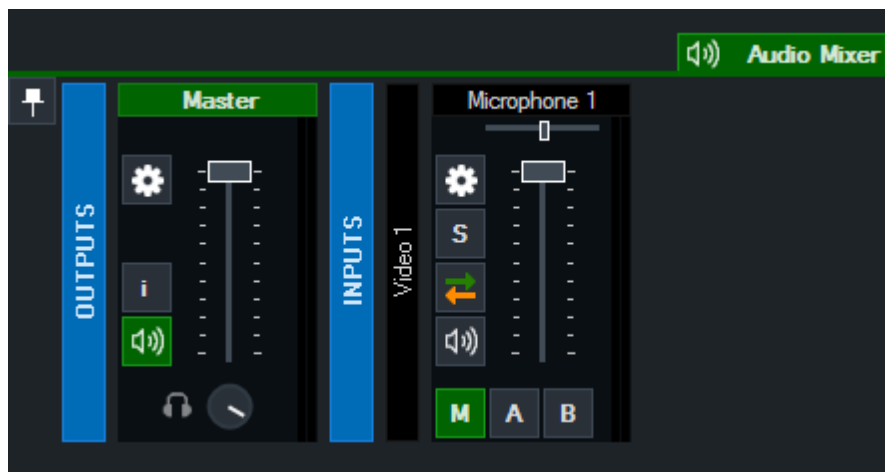 Audio Mixer
OUTPUTS
Master
i
INPUTS
Video 1
Microphone 1
S
M A B